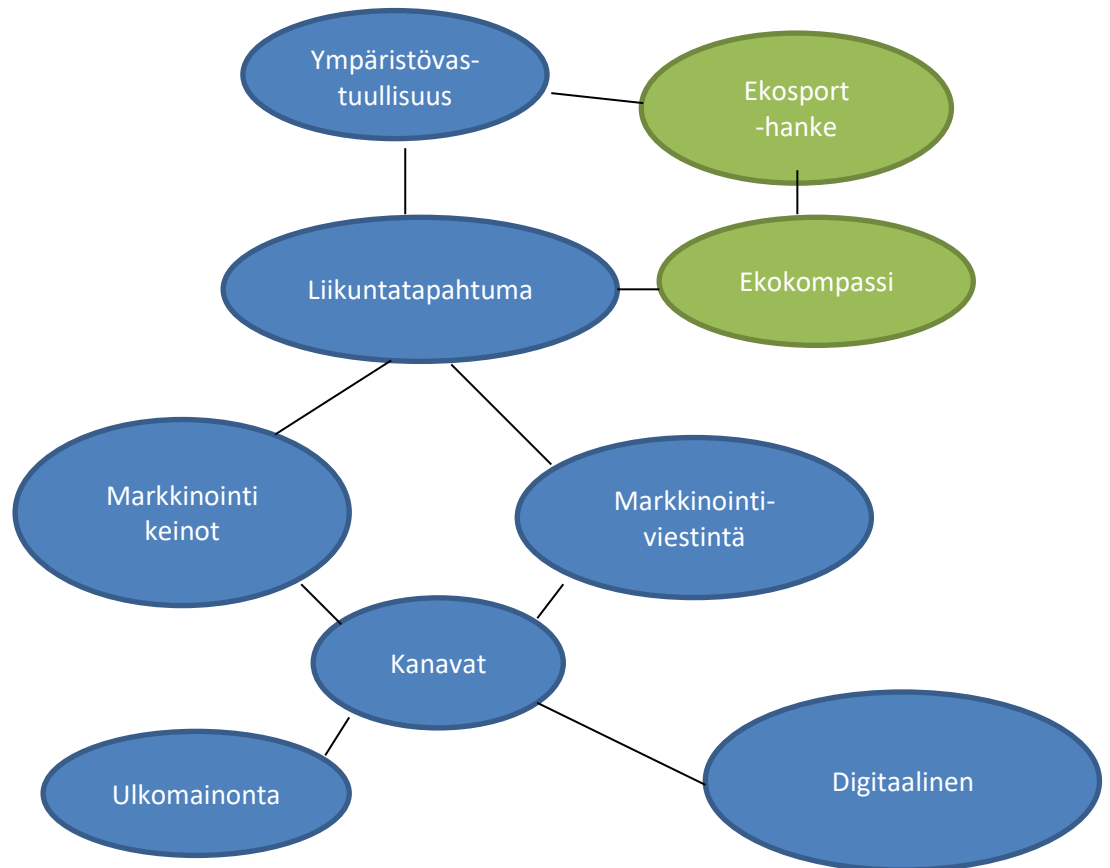 Ympäristövas-
tuullisuus
Ekosport
-hanke
Liikuntatapahtuma
Ekokompassi
Markkinointi
keinot
Markkinointi-
viestintä
Kanavat
Ulkomainonta
Digitaalinen